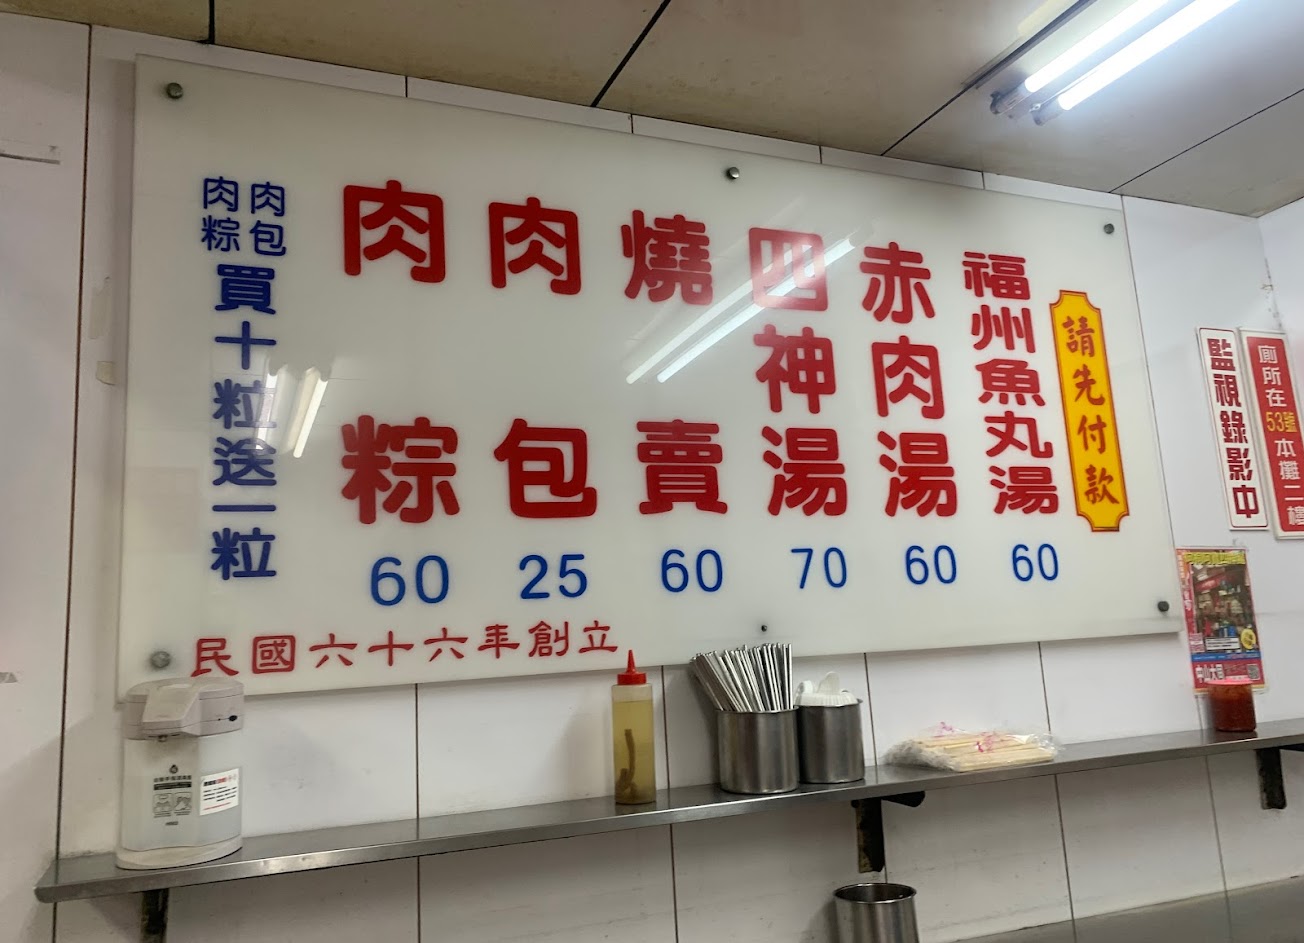 廁所在53號本攤二樓
監視錄影中
請先付款
福州魚丸湯
60
赤肉湯
60
四神湯
70
燒賣
60
肉包
25
肉粽
60
肉包
肉粽
買十粒送一粒
民國六十六年創立